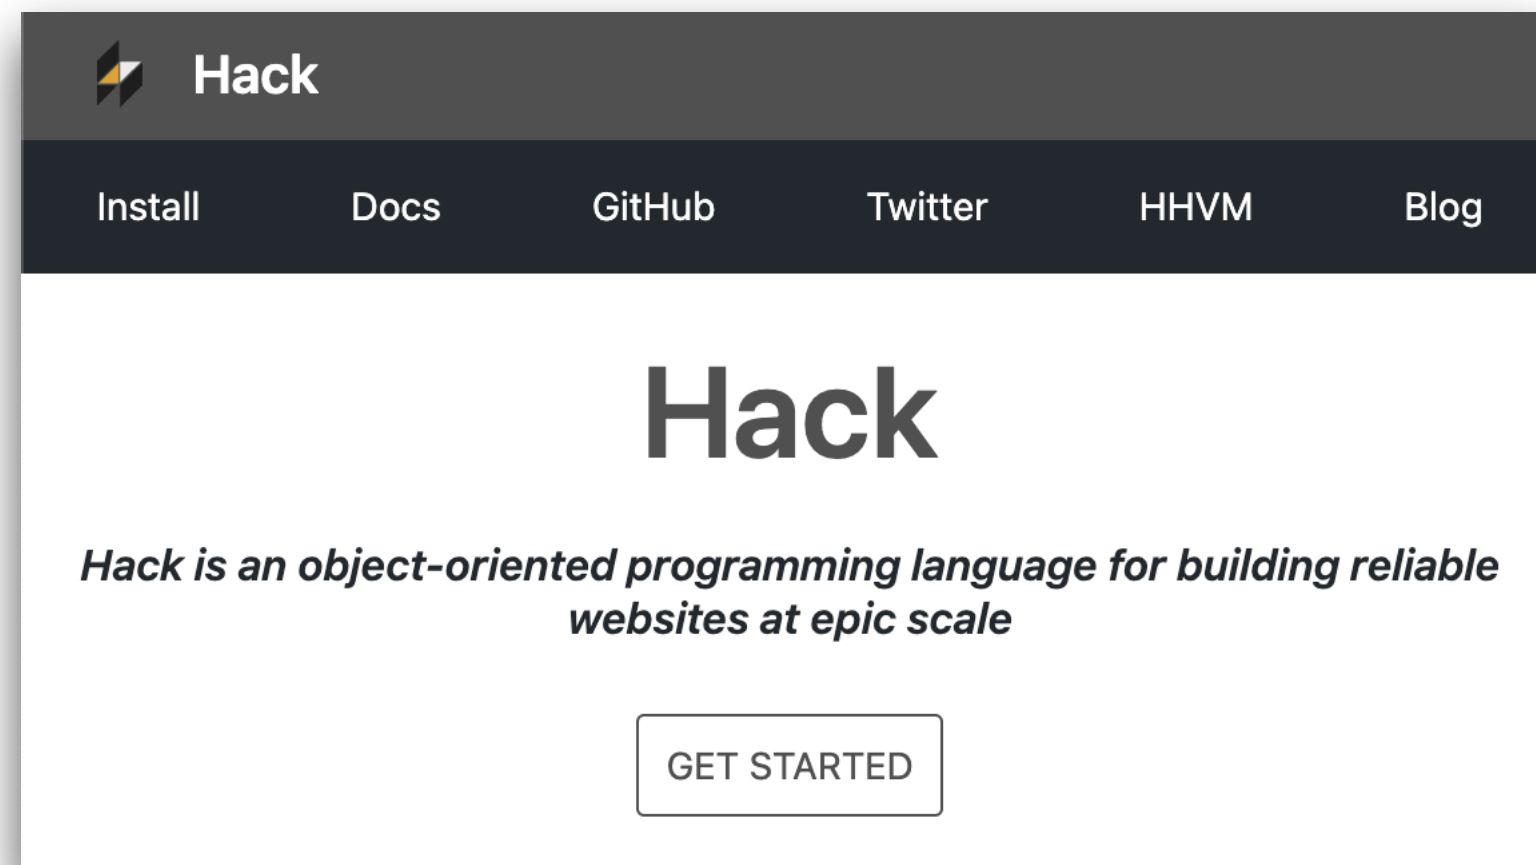 Hack
Install Docs GitHub Twitter HHVM Blog
Hack
Hack is an object-oriented programming language for building reliable
websites at epic scale
GET STARTED